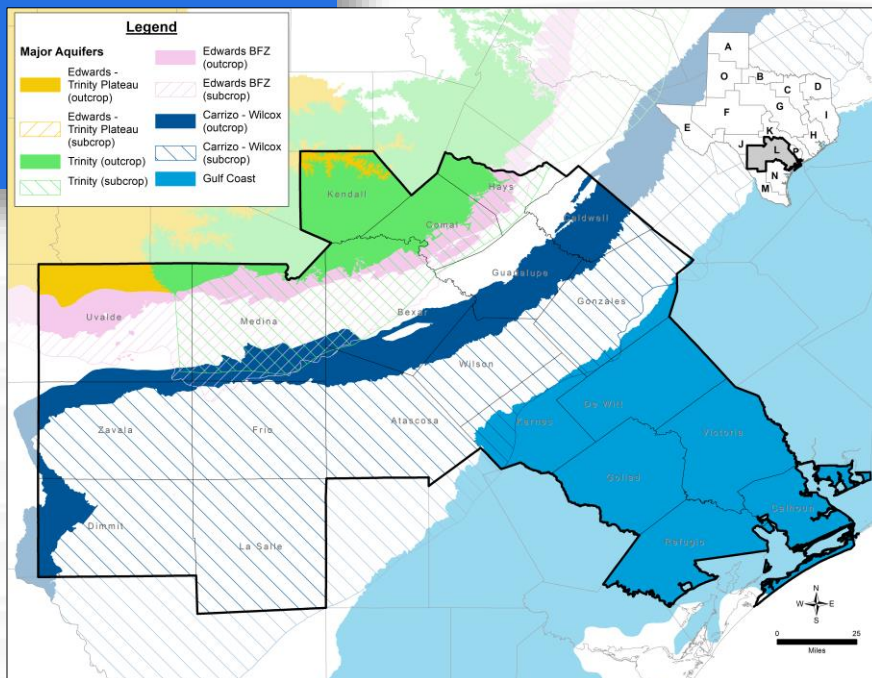 Legend
Major Aquifers
Edwards -
Trinity Plateau
(outcrop)
Edwards -
Trinity Plateau
(subcrop)
Trinity (outcrop)
Trinity (subcrop)
Edwards BFZ
(outcrop)
Edwards BFZ
(subcrop)
Carrizo - Wilcox
(outcrop)
Carrizo - Wilcox
(subcrop)
Gulf Coast
A
O
B
C
D
G
I
F
E
K
H
J
L
P
N
M
Kendall
Hays
Comal
Caldwell
Guadalupe
Uvalde
Medina
Bexar
Gonzales
Wilson
Zavala
Frio
Atascosa
Karnes
De Witt
Victoria
Goliad
Calhoun
Dimmit
La Salle
Refugio
N
W E
S
0 25
Miles